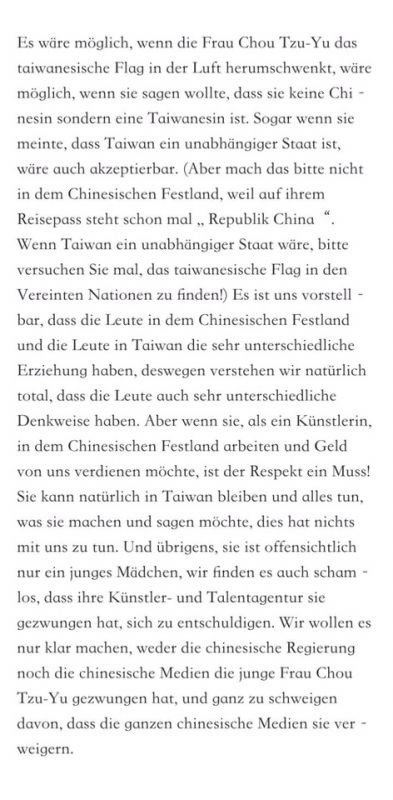 Es wäre möglich, wenn die Frau Chou Tzu-Yu das
taiwanesische Flag in der Luft herumschwenkt, wäre
möglich, wenn sie sagen wollte, dass sie keine Chi -
nesin sondern eine Taiwanesin ist. Sogar wenn sie
meinte, dass Taiwan ein unabhängiger Staat ist,
wäre auch akzeptierbar. (Aber mach das bitte nicht
in dem Chinesischen Festland, weil auf ihrem
Reisepass steht schon mal „ Republik China “.
Wenn Taiwan ein unabhängiger Staat wäre, bitte
versuchen Sie mal, das taiwanesische Flag in den
Vereinten Nationen zu finden!) Es ist uns vorstell -
bar, dass die Leute in dem Chinesischen Festland
und die Leute in Taiwan die sehr unterschiedliche
Erziehung haben, deswegen verstehen wir natürlich
total, dass die Leute auch sehr unterschiedliche
Denkweise haben. Aber wenn sie, als ein Künstlerin,
in dem Chinesischen Festland arbeiten und Geld
von uns verdienen möchte, ist der Respekt ein Muss!
Sie kann natürlich in Taiwan bleiben und alles tun,
was sie machen und sagen möchte, dies hat nichts
mit uns zu tun. Und übrigens, sie ist offensichtlich
nur ein junges Mädchen, wir finden es auch scham -
los, dass ihre Künstler- und Talentagentur sie
gezwungen hat, sich zu entschuldigen. Wir wollen es
nur klar machen, weder die chinesische Regierung
noch die chinesische Medien die junge Frau Chou
Tzu-Yu gezwungen hat, und ganz zu schweigen
davon, dass die ganzen chinesische Medien sie ver -
weigern.